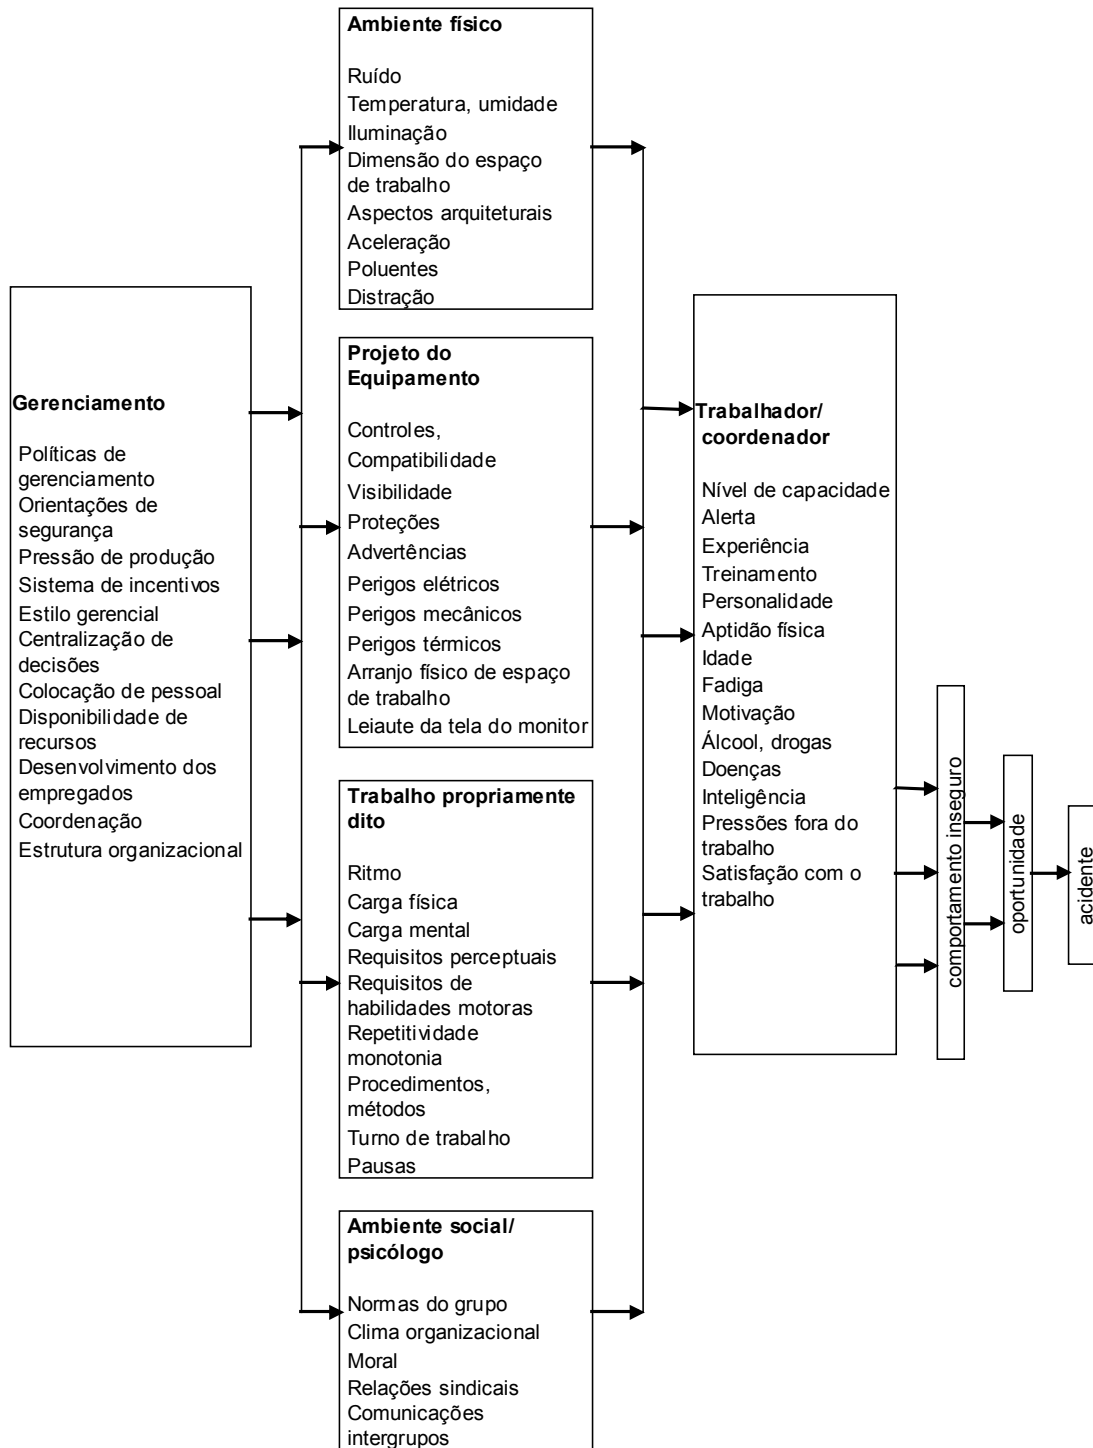 Gerenciamento
Políticas de
gerenciamento
Orientações de
segurança
Pressão de produção
Sistema de incentivos
Estilo gerencial
Centralização de
decisões
Colocação de pessoal
Disponibilidade de
recursos
Desenvolvimento dos
empregados
Coordenação
Estrutura organizacional
Ambiente físico
Ruído
Temperatura, umidade
Iluminação
Dimensão do espaço
de trabalho
Aspectos arquiteturais
Aceleração
Poluentes
Distração
Projeto do
Equipamento
Controles,
Compatibilidade
Visibilidade
Proteções
Advertências
Perigos elétricos
Perigos mecânicos
Perigos térmicos
Arranjo físico de espaço
de trabalho
Leiaute da tela do monitor
Trabalho propriamente
dito
Ritmo
Carga física
Carga mental
Requisitos perceptuais
Requisitos de
habilidades motoras
Repetitividade
monotonia
Procedimentos,
métodos
Turno de trabalho
Pausas
Ambiente social/
psicólogo
Normas do grupo
Clima organizacional
Moral
Relações sindicais
Comunicações
intergrupos
Trabalhador/
coordenador
Nível de capacidade
Alerta
Experiência
Treinamento
Personalidade
Aptidão física
Idade
Fadiga
Motivação
Álcool, drogas
Doenças
Inteligência
Pressões fora do
trabalho
Satisfação com o
trabalho
comportamento inseguro
oportunidade
acidente